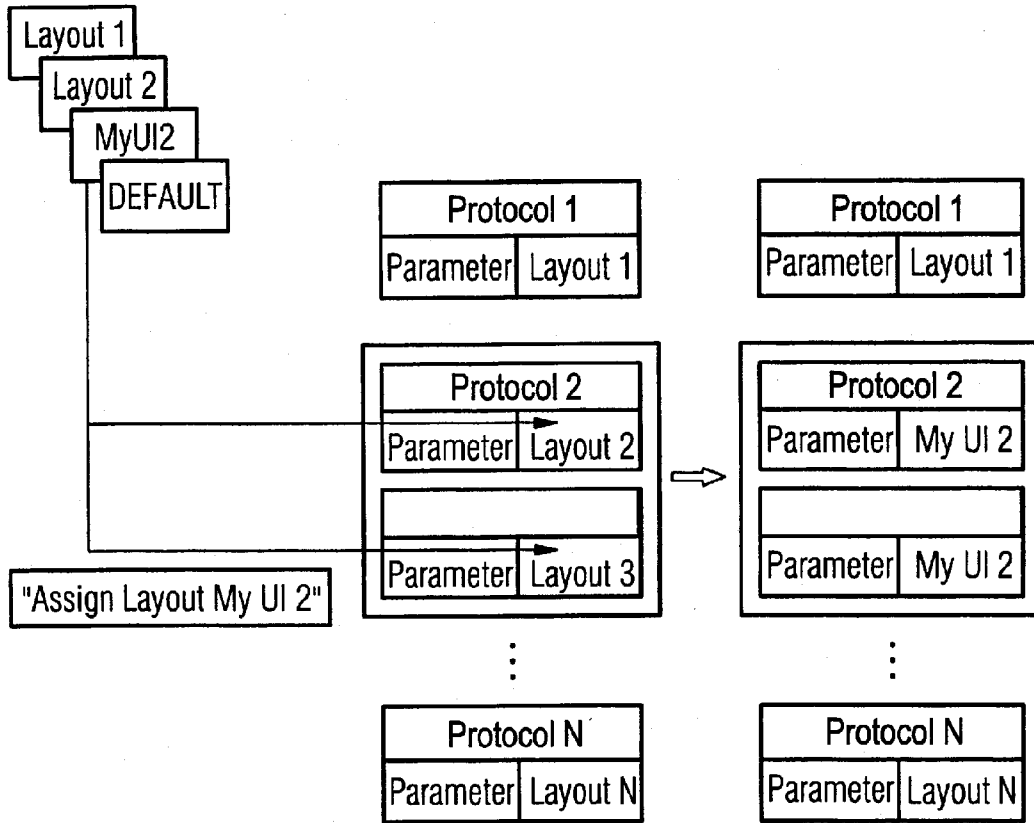 Layout 1
Layout 2
MyUI2
DEFAULT
Protocol 1
Parameter Layout 1
Protocol 2
Parameter Layout 2
Parameter Layout 3
"Assign Layout My UI 2"
Protocol N
Parameter Layout N
Protocol 1
Parameter Layout 1
Protocol 2
Parameter My UI 2
Parameter My UI 2
Protocol N
Parameter Layout N